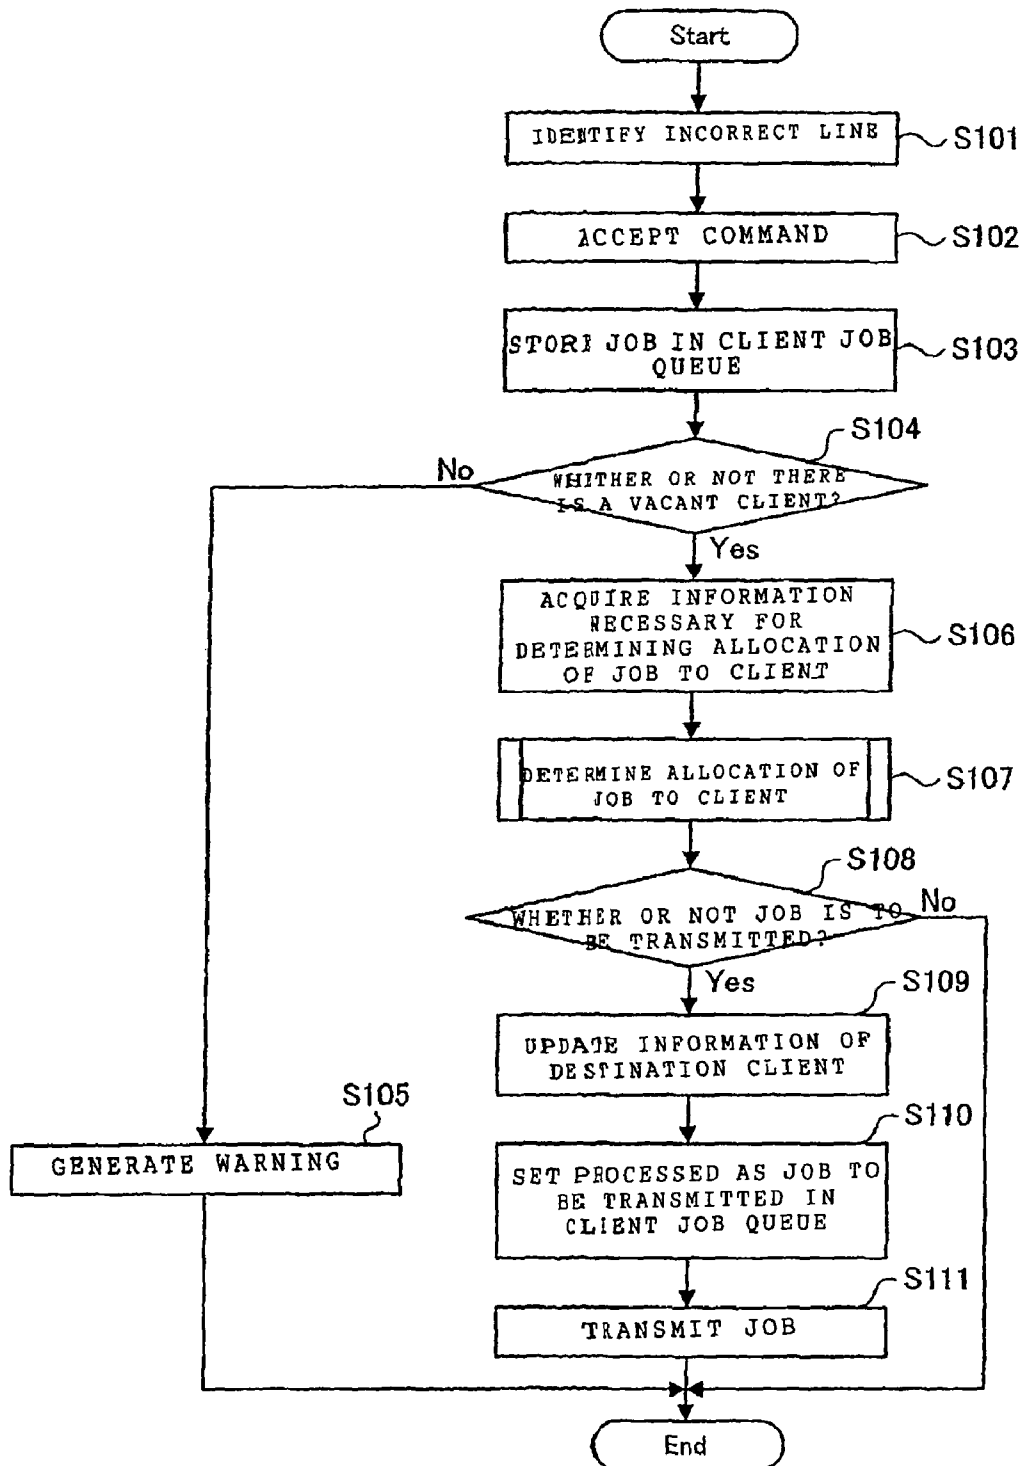 Start
IDENTIFY INCORRECT LINE
S101
ACCEPT COMMAND
S102
STORE JOB IN CLIENT JOB
QUEUE
S103
S104
No
WHETHER OR NOT THERE
IS A VACANT CLIENT?
Yes
ACQUIRE INFORMATION
NECESSARY FOR
DETERMINING ALLOCATION
OF JOB TO CLIENT
S106
DETERMINE ALLOCATION OF
JOB TO CLIENT
S107
S108
WHETHER OR NOT JOB IS TO
BE TRANSMITTED?
No
Yes
S109
UPDATE INFORMATION OF
DESTINATION CLIENT
S105
GENERATE WARNING
S110
SET PROCESSED AS JOB TO
BE TRANSMITTED IN
CLIENT JOB QUEUE
S111
TRANSMIT JOB
End